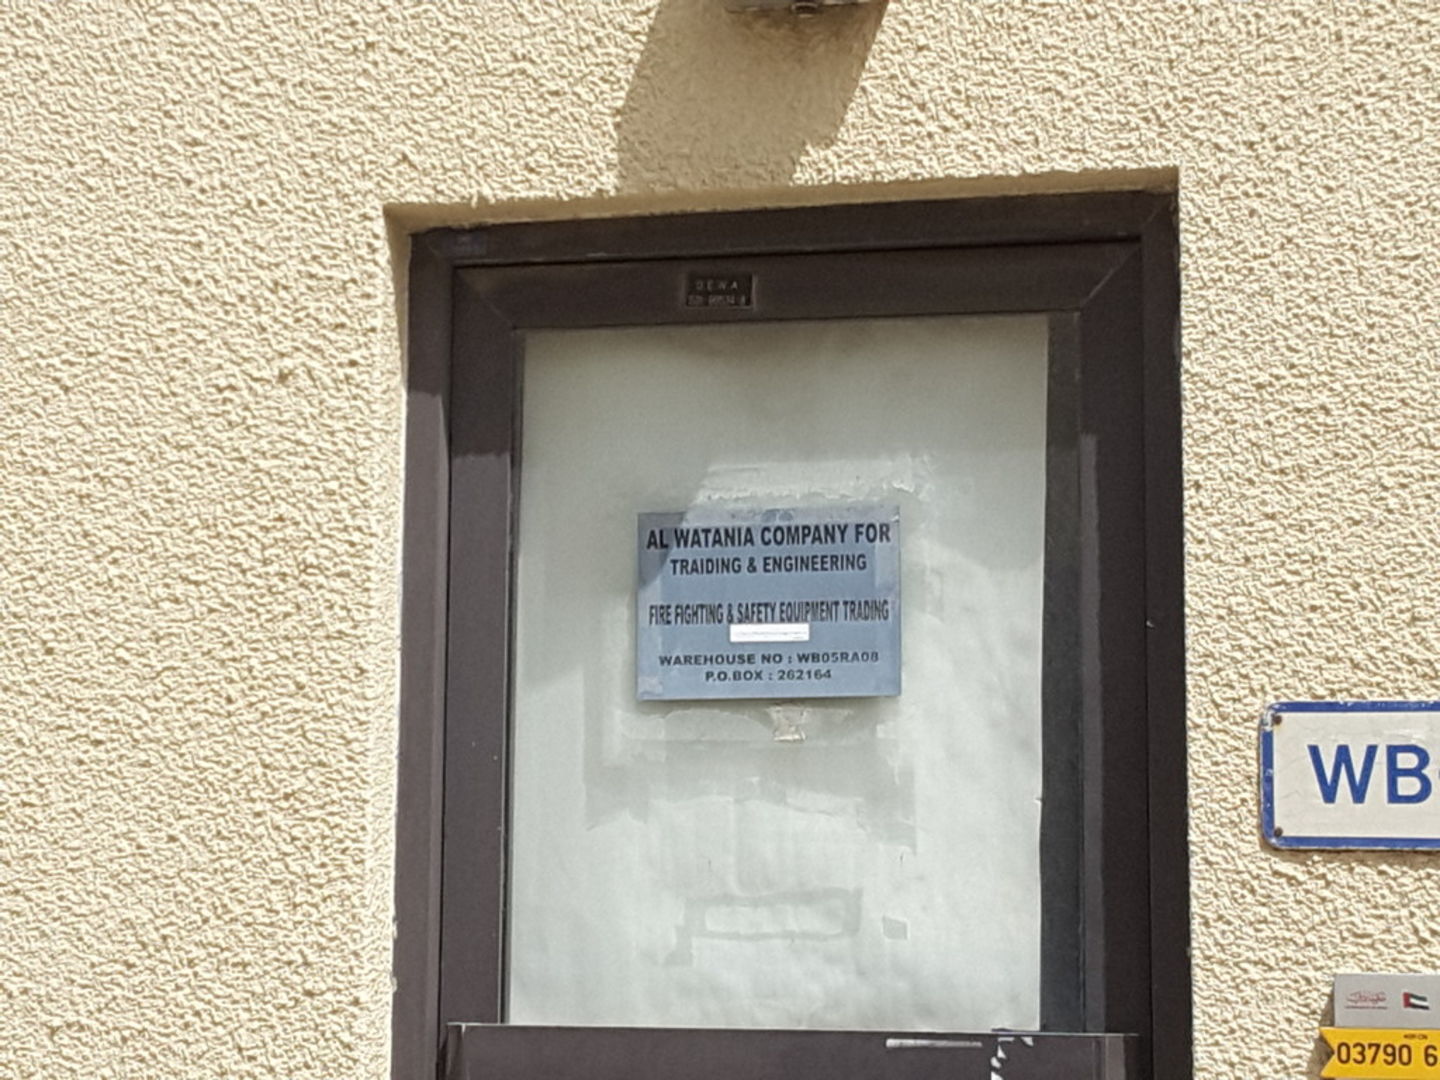 DEWA
AL WATANIA COMPANY FOR
TRAIDING & ENGINEERING
FIRE FIGHTING & SAFETY EQUIPMENT TRADING
WAREHOUSE NO : WB05RA08
P.O.BOX : 262164
WB
03790 6